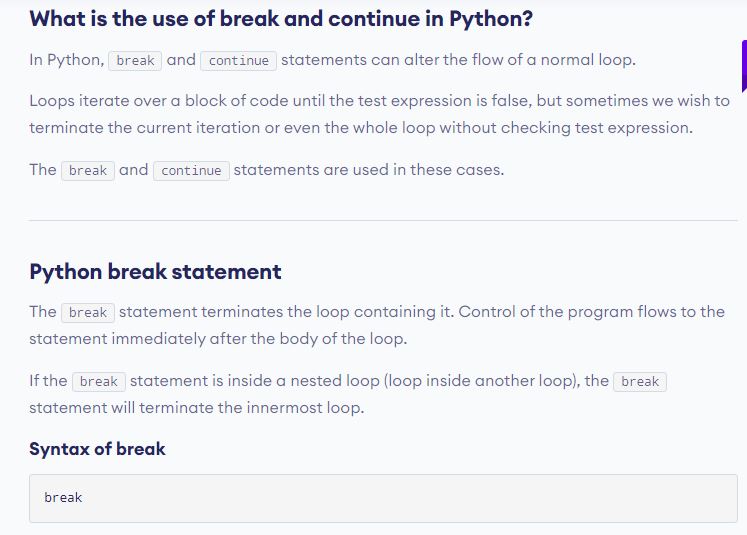 What is the use of break and continue in Python?
In Python, break and continue statements can alter the flow of a normal loop.
Loops iterate over a block of code until the test expression is false, but sometimes we wish to
terminate the current iteration or even the whole loop without checking test expression.
The break and continue statements are used in these cases.
Python break statement
The break statement terminates the loop containing it. Control of the program flows to the
statement immediately after the body of the loop.
If the break statement is inside a nested loop (loop inside another loop), the break
statement will terminate the innermost loop.
Syntax of break
break